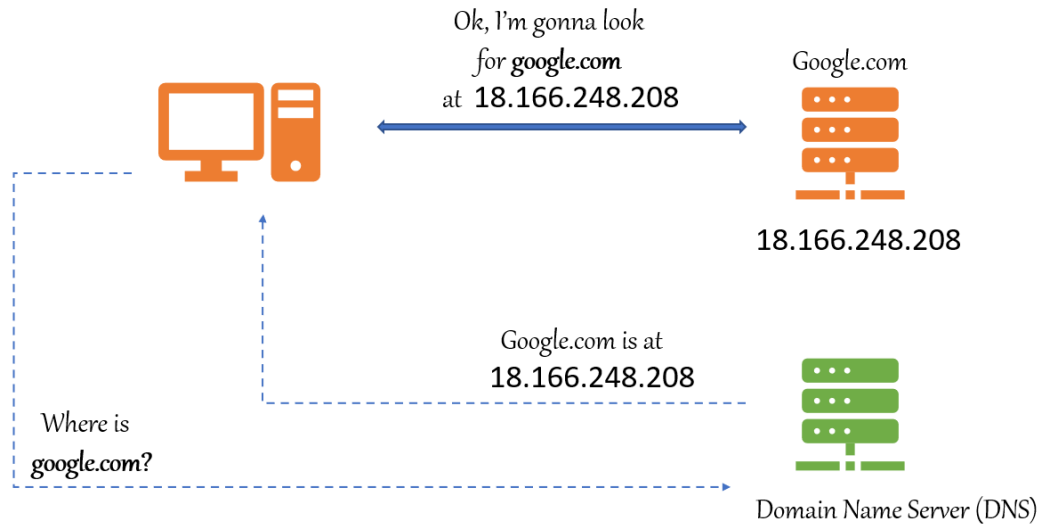 Ok, I'm gonna look
for google.com
at 18.166.248.208
Google.com
18.166.248.208
Google.com is at
18.166.248.208
Where is
google.com?
Domain Name Server (DNS)